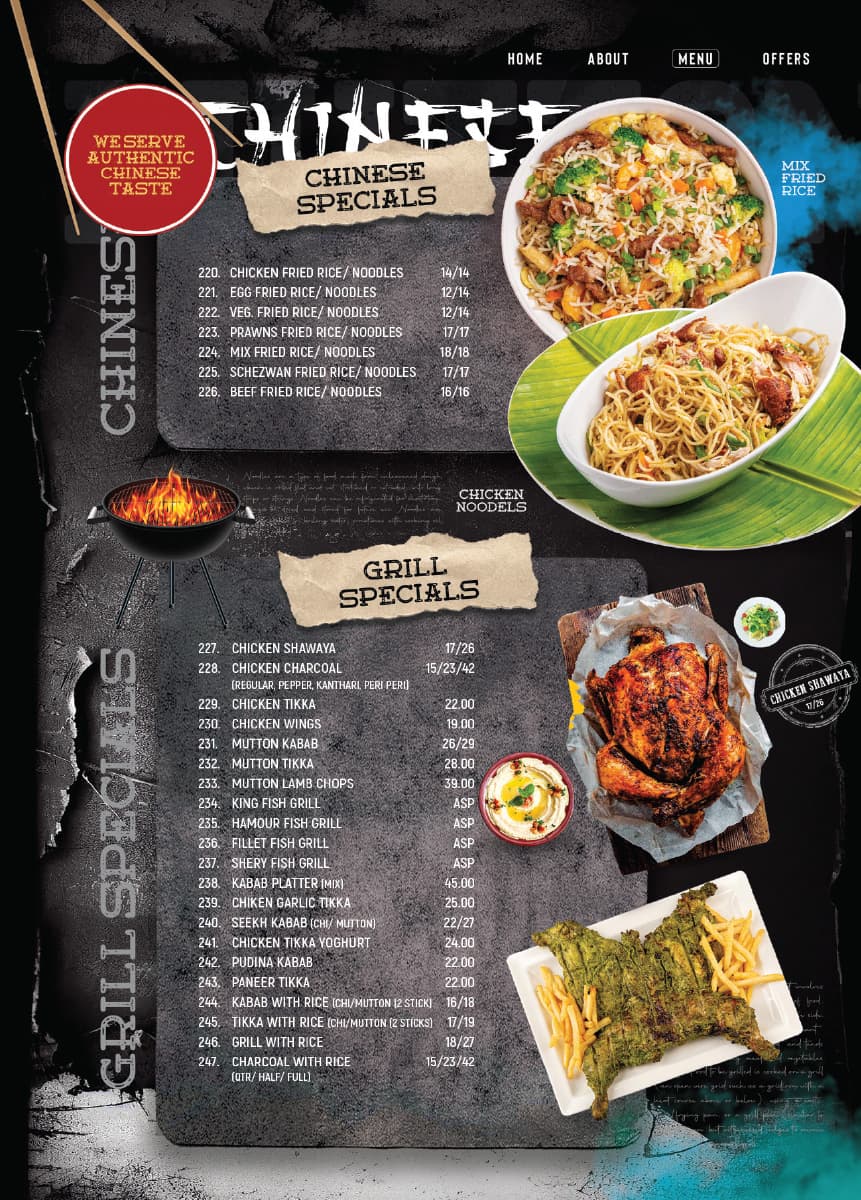 HOME ABOUT MENU OFFERS
CHINESE
WE SERVE
AUTHENTIC
CHINESE
TASTE
CHINESE
SPECIALS
MIX
FRIED
RICE
CHINES
220. CHICKEN FRIED RICE/ NOODLES 14/14
221. EGG FRIED RICE/ NOODLES 12/14
222. VEG. FRIED RICE/ NOODLES 12/14
223. PRAWNS FRIED RICE/ NOODLES 17/17
224. MIX FRIED RICE/ NOODLES 18/18
225. SCHEZWAN FRIED RICE/ NOODLES 17/17
226. BEEF FRIED RICE/ NOODLES 16/16
CHICKEN
NOODELS
GRILL
SPECIALS
GRILL SPECIALS
227. CHICKEN SHAWAYA 17/26
228. CHICKEN CHARCOAL 15/23/42
(REGULAR, PEPPER, KANTHARI, PERI PERI)
229. CHICKEN TIKKA 22.00
230. CHICKEN WINGS 19.00
231. MUTTON KABAB 26/29
232. MUTTON TIKKA 28.00
233. MUTTON LAMB CHOPS 39.00
234. KING FISH GRILL ASP
235. HAMOUR FISH GRILL ASP
236. FILLET FISH GRILL ASP
237. SHERY FISH GRILL ASP
238. KABAB PLATTER (MIX) 45.00
239. CHIKEN GARLIC TIKKA 25.00
240. SEEKH KABAB (CHI/ MUTTON) 22/27
241. CHICKEN TIKKA YOGHURT 24.00
242. PUDINA KABAB 22.00
243. PANEER TIKKA 22.00
244. KABAB WITH RICE (CHI/MUTTON (2 STICK) 16/18
245. TIKKA WITH RICE (CHI/MUTTON (2 STICKS) 17/19
246. GRILL WITH RICE 18/27
247. CHARCOAL WITH RICE 15/23/42
(QTR/ HALF/ FULL)
CHICKEN SHAWAYA
17/26